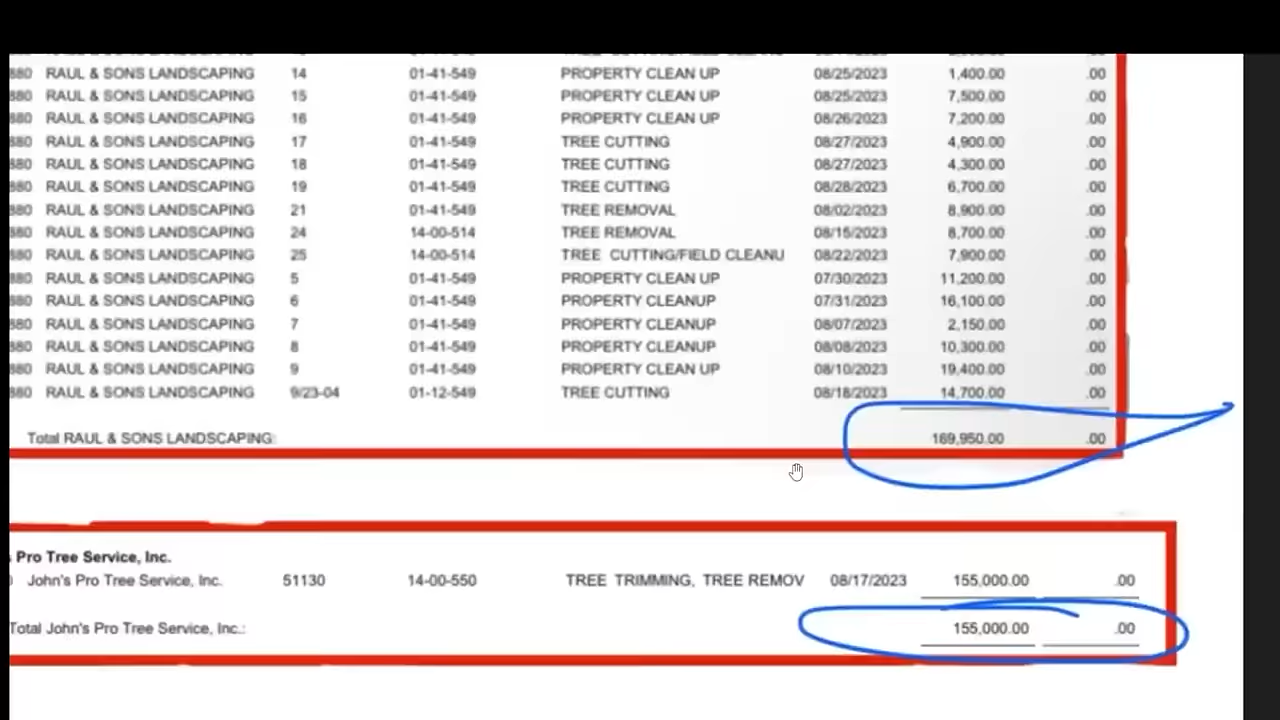 880 RAUL & SONS LANDSCAPING 14 01-41-549 PROPERTY CLEAN UP 08/25/2023 1,400.00 .00
880 RAUL & SONS LANDSCAPING 15 01-41-549 PROPERTY CLEAN UP 08/25/2023 7,500.00 .00
880 RAUL & SONS LANDSCAPING 16 01-41-549 PROPERTY CLEAN UP 08/26/2023 7,200.00 .00
880 RAUL & SONS LANDSCAPING 17 01-41-549 TREE CUTTING 08/27/2023 4,900.00 .00
880 RAUL & SONS LANDSCAPING 18 01-41-549 TREE CUTTING 08/27/2023 4,300.00 .00
880 RAUL & SONS LANDSCAPING 19 01-41-549 TREE CUTTING 08/28/2023 6,700.00 .00
880 RAUL & SONS LANDSCAPING 21 01-41-549 TREE REMOVAL 08/02/2023 8,900.00 .00
880 RAUL & SONS LANDSCAPING 24 14-00-514 TREE REMOVAL 08/15/2023 8,700.00 .00
880 RAUL & SONS LANDSCAPING 25 14-00-514 TREE CUTTING/FIELD CLEANU 08/22/2023 7,900.00 .00
880 RAUL & SONS LANDSCAPING 5 01-41-549 PROPERTY CLEAN UP 07/30/2023 11,200.00 .00
880 RAUL & SONS LANDSCAPING 6 01-41-549 PROPERTY CLEANUP 07/31/2023 16,100.00 .00
880 RAUL & SONS LANDSCAPING 7 01-41-549 PROPERTY CLEANUP 08/07/2023 2,150.00 .00
880 RAUL & SONS LANDSCAPING 8 01-41-549 PROPERTY CLEANUP 08/08/2023 10,300.00 .00
880 RAUL & SONS LANDSCAPING 9 01-41-549 PROPERTY CLEAN UP 08/10/2023 19,400.00 .00
880 RAUL & SONS LANDSCAPING 9/23-04 01-12-549 TREE CUTTING 08/18/2023 14,700.00 .00
Total RAUL & SONS LANDSCAPING: 169,950.00 .00
Pro Tree Service, Inc.
John's Pro Tree Service, Inc. 51130 14-00-550 TREE TRIMMING, TREE REMOV 08/17/2023 155,000.00 .00
Total John's Pro Tree Service, Inc.: 155,000.00 .00